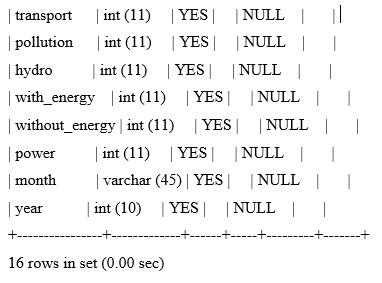 | transport | int (11) | YES | | NULL | | |
| pollution | int (11) | YES | | NULL | | |
| hydro | int (11) | YES | | NULL | | |
| with_energy | int (11) | YES | | NULL | | |
| without_energy | int (11) | YES | | NULL | | |
| power | int (11) | YES | | NULL | | |
| month | varchar (45) | YES | | NULL | | |
| year | int (10) | YES | | NULL | | |
+----------------+-------------+------+-----+---------+-------+
16 rows in set (0.00 sec)